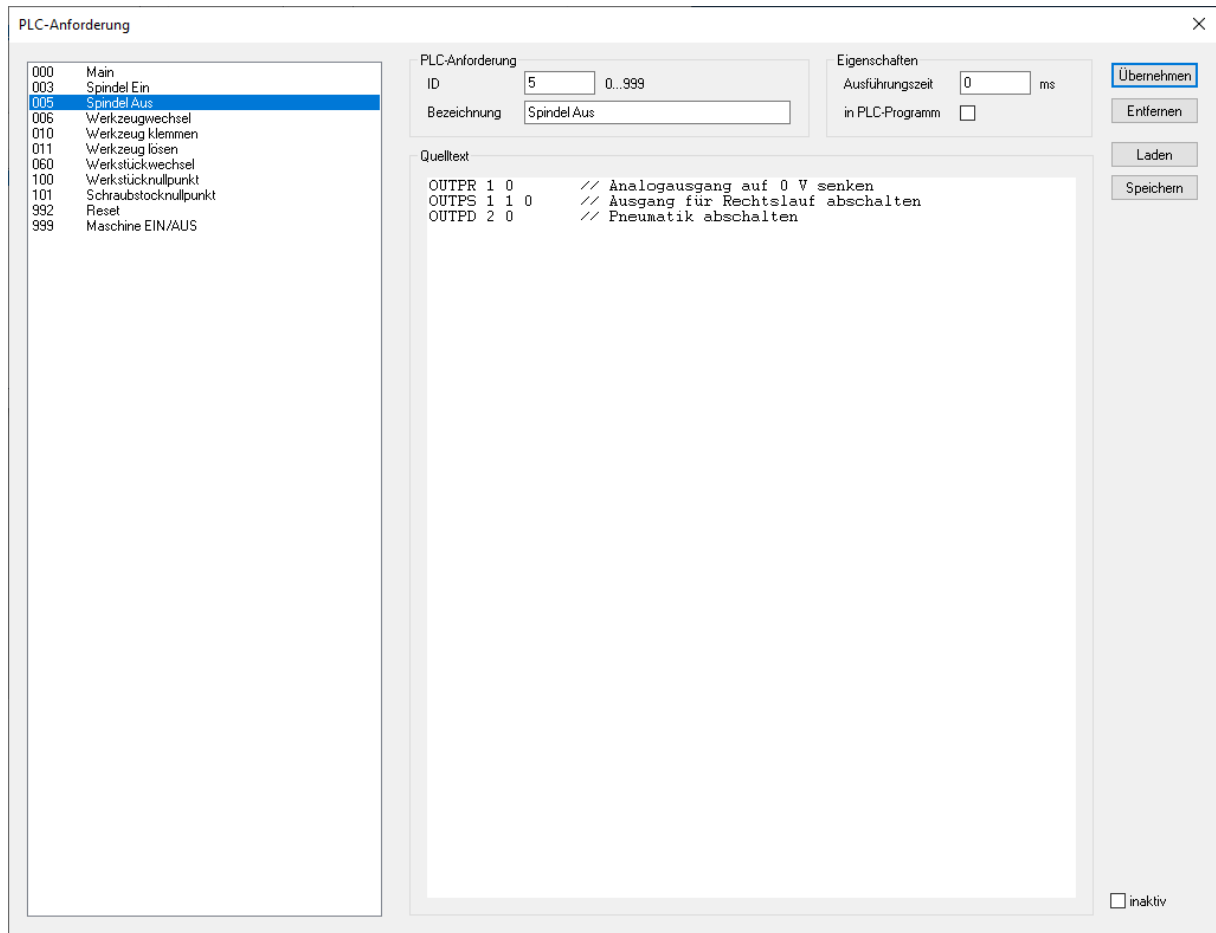 PLC-Anforderung
000 Main
003 Spindel Ein
005 Spindel Aus
006 Werkzeugwechsel
010 Werkzeug klemmen
011 Werkzeug lösen
060 Werkstückwechsel
100 Werkstücknullpunkt
101 Schraubstocknullpunkt
992 Reset
999 Maschine EIN/AUS
PLC-Anforderung
ID 5 0...999
Bezeichnung Spindel Aus
Eigenschaften
Ausführungszeit 0 ms
in PLC-Programm
Quelltext
OUTPR 1 0 // Analogausgang auf 0 V senken
OUTPS 1 1 0 // Ausgang für Rechtslauf abschalten
OUTPD 2 0 // Pneumatik abschalten
Übernehmen
Entfernen
Laden
Speichern
inaktiv